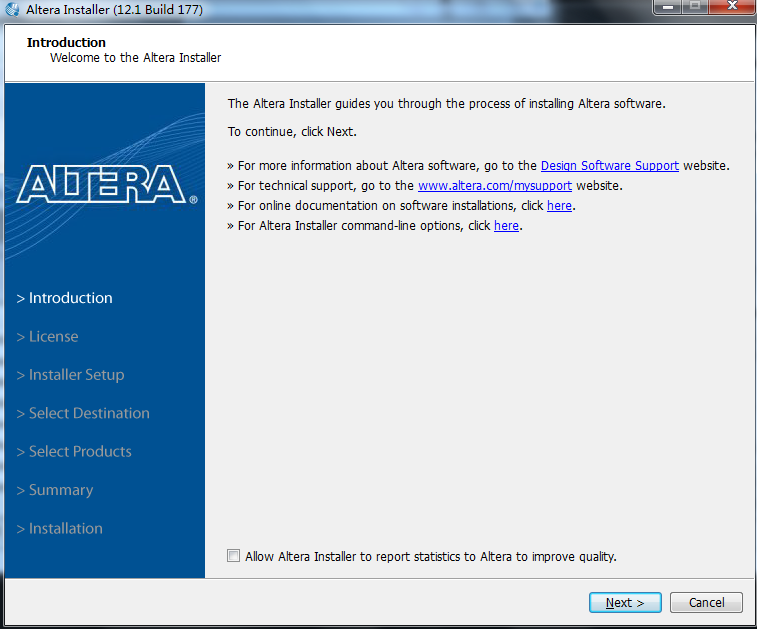 Altera Installer (12.1 Build 177)
Introduction
Welcome to the Altera Installer
The Altera Installer guides you through the process of installing Altera software.
To continue, click Next.
» For more information about Altera software, go to the Design Software Support website.
» For technical support, go to the www.altera.com/mysupport website.
» For online documentation on software installations, click here.
» For Altera Installer command-line options, click here.
ALTERA®
> Introduction
> License
> Installer Setup
> Select Destination
> Select Products
> Summary
> Installation
Allow Altera Installer to report statistics to Altera to improve quality.
Next >
Cancel